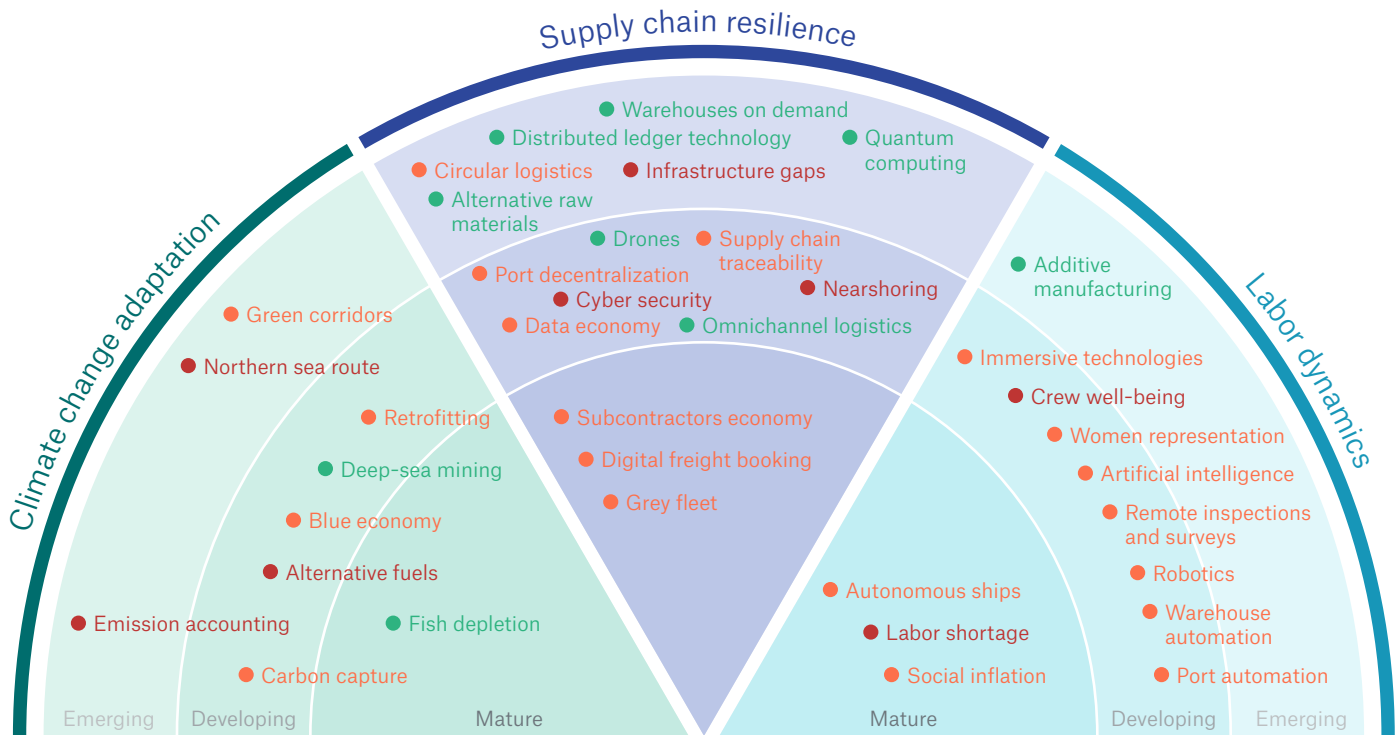 Supply chain resilience
Warehouses on demand
Distributed ledger technology
Quantum
computing
Circular logistics
Infrastructure gaps
Alternative raw
materials
Drones
Supply chain
traceability
Port decentralization
Nearshoring
Cyber security
Data economy
Omnichannel logistics
Subcontractors economy
Digital freight booking
Grey fleet
Climate change adaptation
Green corridors
Northern sea route
Retrofitting
Deep-sea mining
Blue economy
Alternative fuels
Emission accounting
Fish depletion
Carbon capture
Emerging
Developing
Mature
Labor dynamics
Additive
manufacturing
Immersive technologies
Crew well-being
Women representation
Artificial intelligence
Remote inspections
and surveys
Robotics
Autonomous ships
Warehouse
automation
Labor shortage
Social inflation
Port automation
Mature
Developing
Emerging